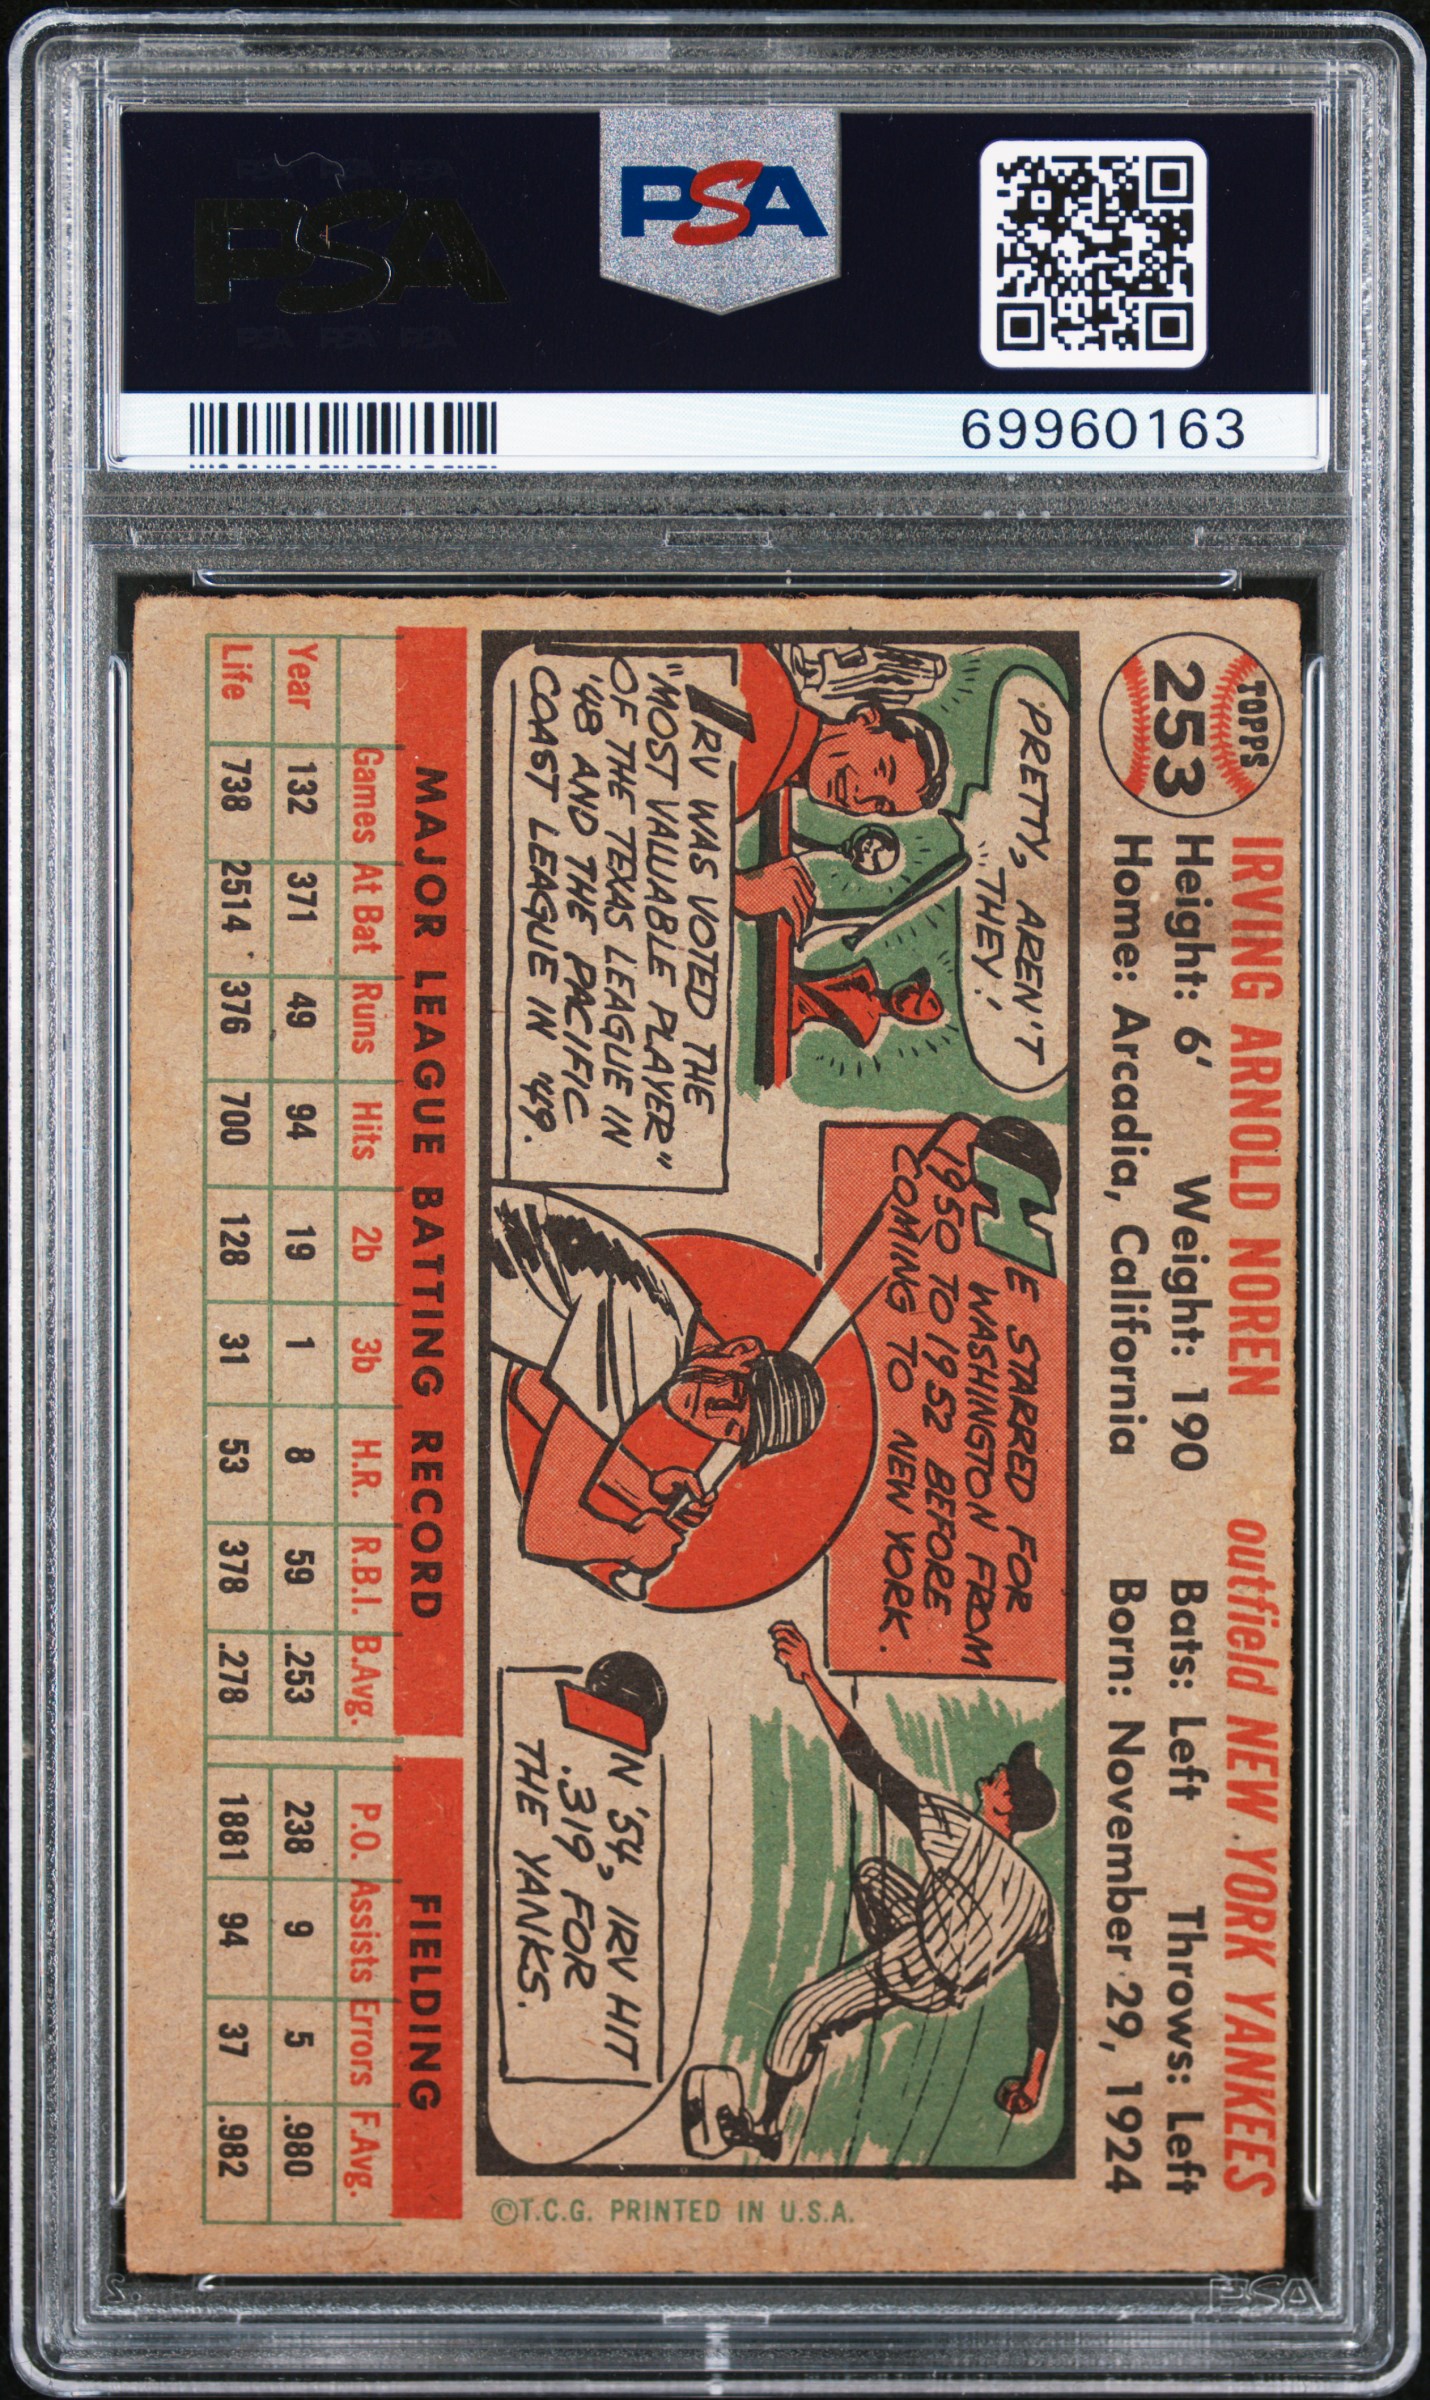 PSA
PSA
69960163
TOPPS
253
IRVING ARNOLD NOREN outfield NEW YORK YANKEES
Height: 6' Weight: 190 Bats: Left Throws: Left
Home: Arcadia, California Born: November 29, 1924
PRETTY, AREN'T
THEY!
IRV WAS VOTED THE
"MOST VALUABLE PLAYER"
OF THE TEXAS LEAGUE IN
'48 AND THE PACIFIC
COAST LEAGUE IN '49.
HE STARRED FOR
WASHINGTON FROM
1950 TO 1952 BEFORE
COMING TO NEW YORK.
IN '54, IRV HIT
.319 FOR
THE YANKS.
MAJOR LEAGUE BATTING RECORD FIELDING
Games At Bat Runs Hits 2b 3b H.R. R.B.I. B.Avg. P.O. Assists Errors F.Avg.
Year 132 371 49 94 19 1 8 59 .253 238 9 5 .980
Life 738 2514 376 700 128 31 53 378 .278 1881 94 37 .982
©T.C.G. PRINTED IN U.S.A.
PSA